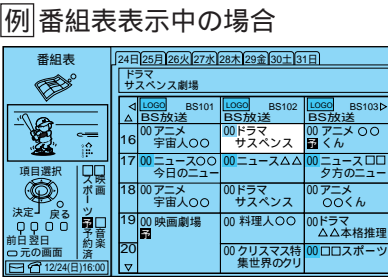 例 番組表表示中の場合
番組表
24日 25月 26火 27水 28木 29金 30土 31日
ドラマ
サスペンス劇場
LOGO BS101 LOGO BS102 LOGO BS103
BS放送 BS放送 BS放送
16 00 アニメ 00 ドラマ 00 アニメ ○○
宇宙人○○ サスペンス 予 くん
17 00 ニュース○○ 00 ニュース△△ 00 ニュース□□
今日のニュー 夕方のニュー
18 00 アニメ 00 ドラマ 00 アニメ
宇宙人○○ サスペンス ○○くん
19 00 映画劇場 00 料理人○○ 00 ドラマ
予 △△本格推理
20 00 クリスマス特 00 □□スポーツ
集世界のクリ
項目選択
決定 戻る
前日 翌日
元の画面
映画
スポーツ
音楽
予約済
12/24(日)16:00